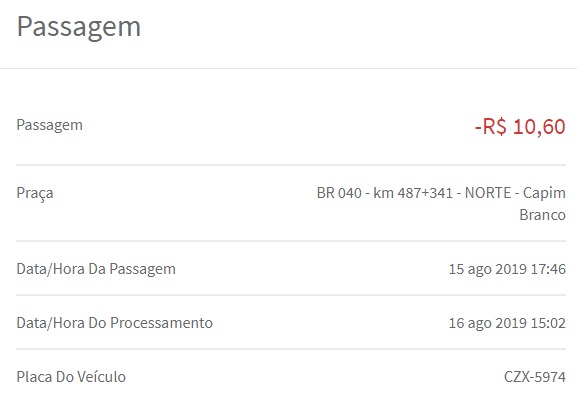 Passagem
Passagem -R$ 10,60
Praça BR 040 - km 487+341 - NORTE - Capim
Branco
Data/Hora Da Passagem 15 ago 2019 17:46
Data/Hora Do Processamento 16 ago 2019 15:02
Placa Do Veículo CZX-5974